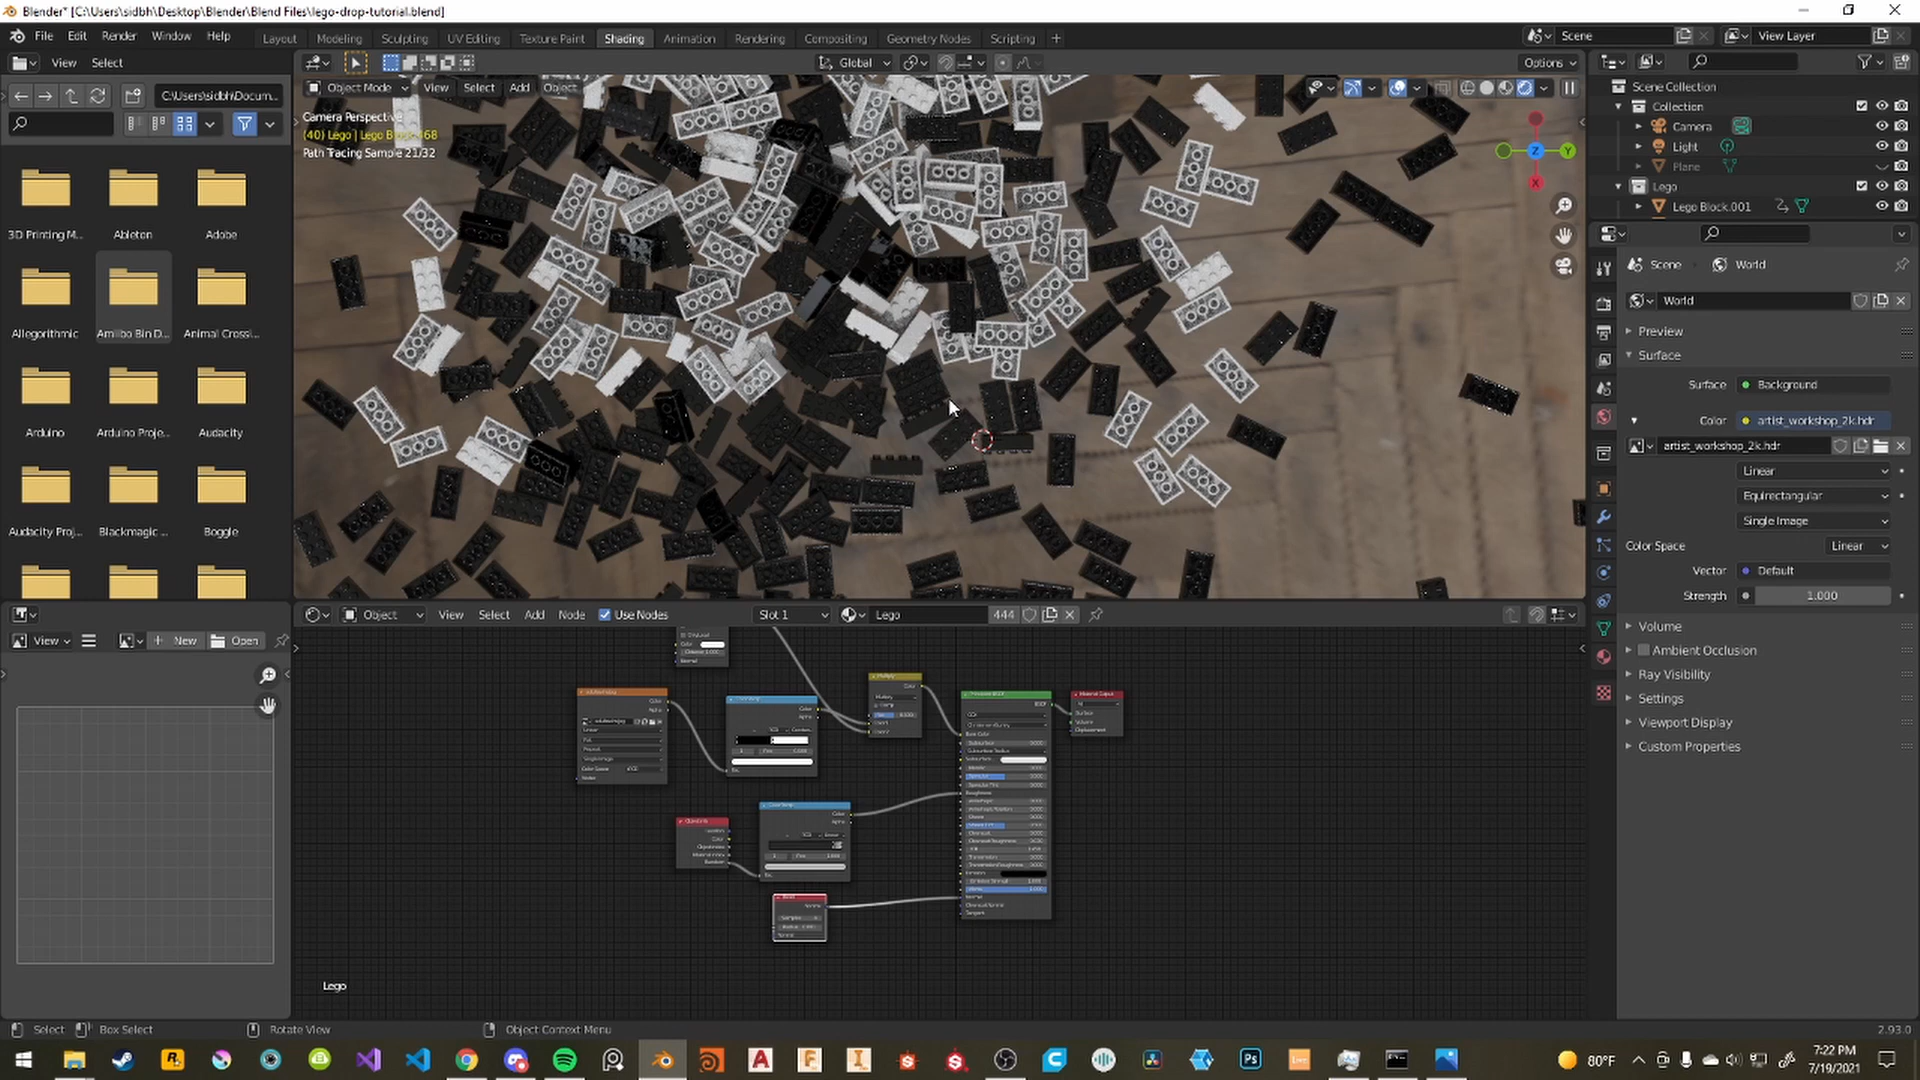 Blender* [C:\Users\sidbh\Desktop\Blender\Blend Files\lego-drop-tutorial.blend]
File Edit Render Window Help
Layout Modeling Sculpting UV Editing Texture Paint Shading Animation Rendering Compositing Geometry Nodes Scripting +
Scene
View Layer
View Select
Global
Options
C:\Users\sidbh\Docum...
Object Mode View Select Add Object
Camera Perspective
(40) Lego | Lego Block.468
Path Tracing Sample 21/32
Z
Y
X
Scene Collection
Collection
Camera
Light
Plane
Lego
Lego Block.001
3D Printing M... Ableton Adobe
Allegorithmic Amiibo Bin D... Animal Crossi...
Arduino Arduino Proje... Audacity
Audacity Proj... Blackmagic ... Boggle
Scene World
World
Preview
Surface
Surface Background
Color artist_workshop_2k.hdr
artist_workshop_2k.hdr
Linear
Equirectangular
Single Image
Color Space Linear
Vector Default
Strength 1.000
Volume
Ambient Occlusion
Ray Visibility
Settings
Viewport Display
Custom Properties
View
New
Open
Object View Select Add Node Use Nodes Slot 1 Lego 444
Lego
Select Box Select Rotate View Object Context Menu
2.93.0
80°F
7:22 PM
7/19/2021